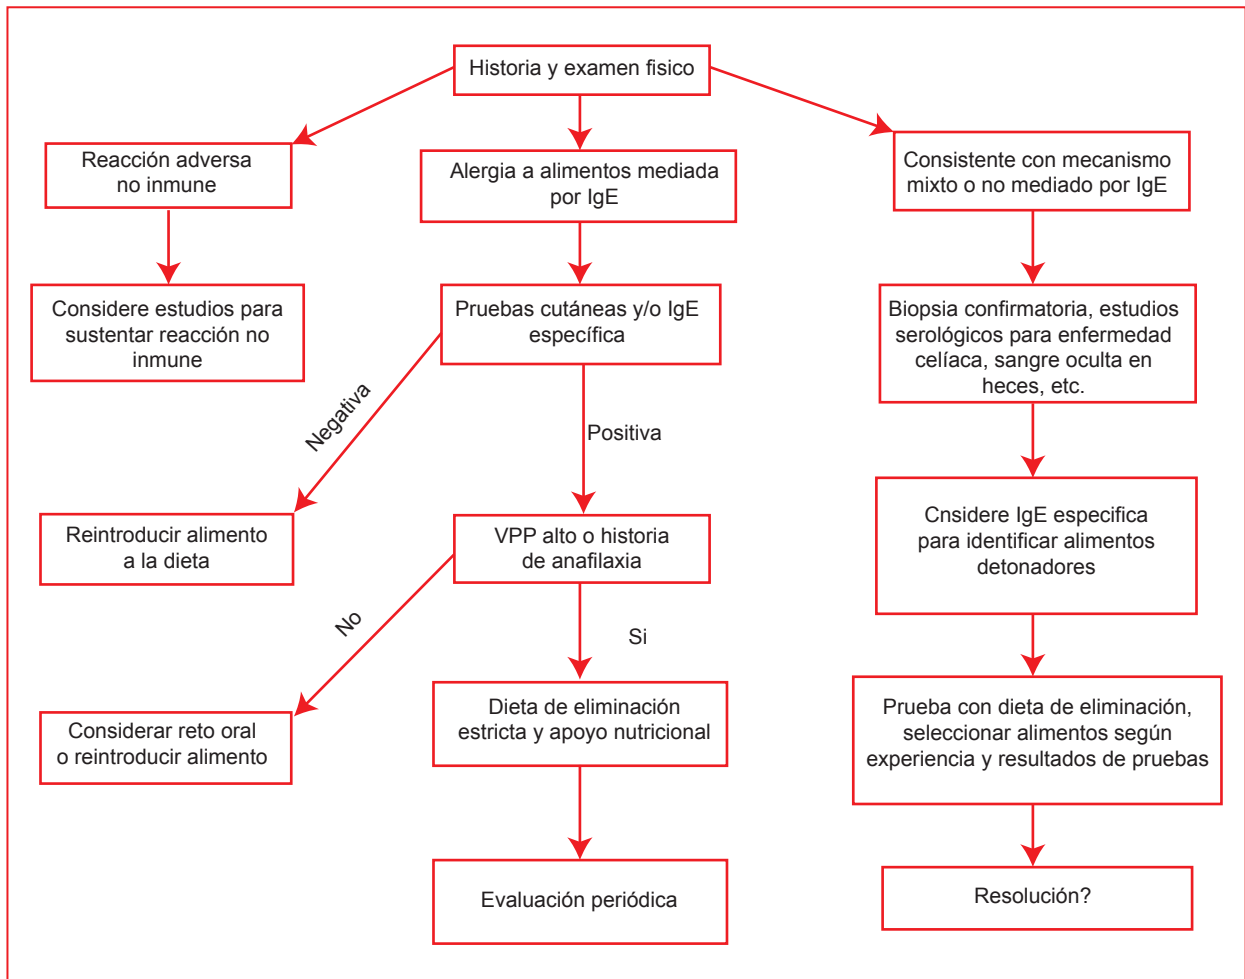 Historia y examen fisico
Reacción adversa
no inmune
Alergia a alimentos mediada
por IgE
Consistente con mecanismo
mixto o no mediado por IgE
Considere estudios para
sustentar reacción no
inmune
Pruebas cutáneas y/o IgE
específica
Biopsia confirmatoria, estudios
serológicos para enfermedad
celíaca, sangre oculta en
heces, etc.
Negativa
Positiva
Reintroducir alimento
a la dieta
VPP alto o historia
de anafilaxia
Cnsidere IgE especifica
para identificar alimentos
detonadores
No
Si
Considerar reto oral
o reintroducir alimento
Dieta de eliminación
estricta y apoyo nutricional
Prueba con dieta de eliminación,
seleccionar alimentos según
experiencia y resultados de pruebas
Evaluación periódica
Resolución?